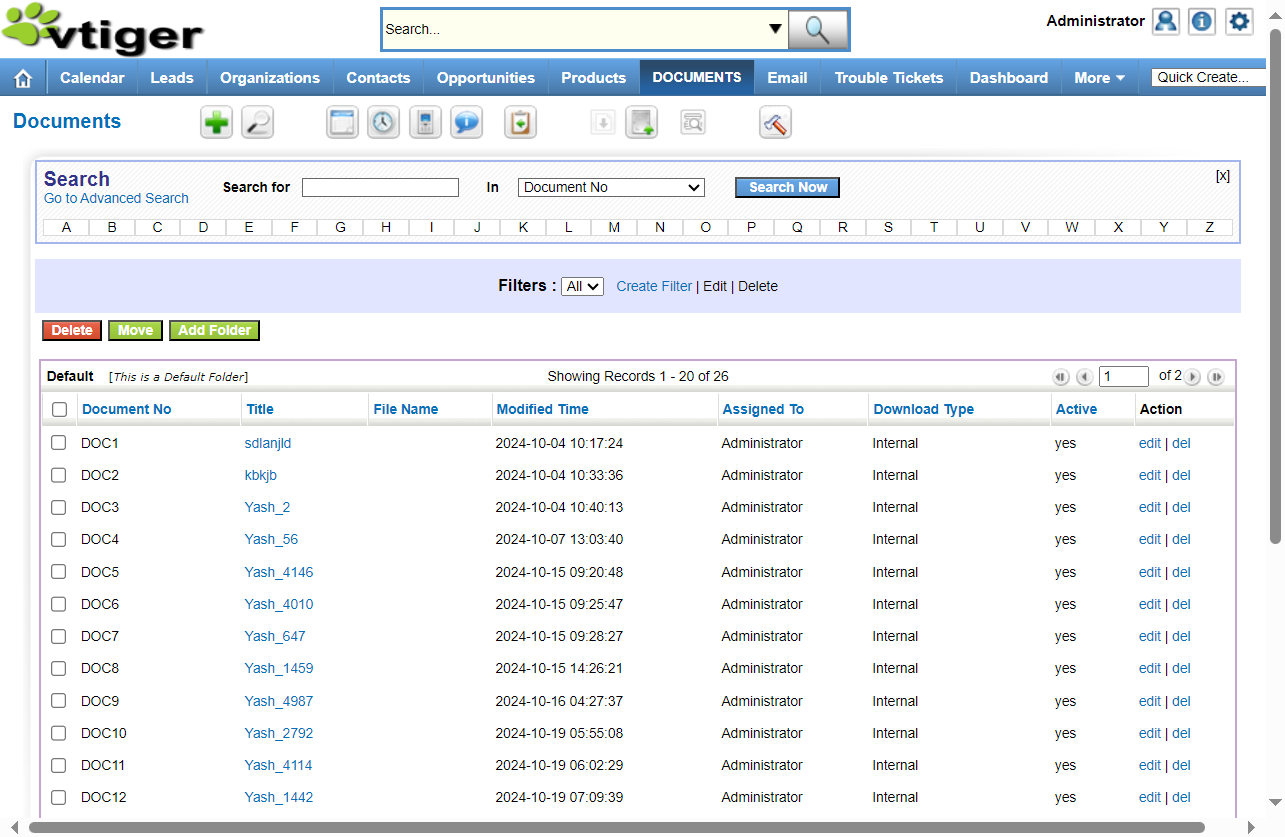 vtiger
Search...
Administrator
Calendar Leads Organizations Contacts Opportunities Products DOCUMENTS Email Trouble Tickets Dashboard More Quick Create...
Documents
Search
Go to Advanced Search
Search for In Document No Search Now [x]
A B C D E F G H I J K L M N O P Q R S T U V W X Y Z
Filters : All Create Filter | Edit | Delete
Delete Move Add Folder
Default [This is a Default Folder] Showing Records 1 - 20 of 26 1 of 2
Document No Title File Name Modified Time Assigned To Download Type Active Action
DOC1 sdlanjld 2024-10-04 10:17:24 Administrator Internal yes edit | del
DOC2 kbkjb 2024-10-04 10:33:36 Administrator Internal yes edit | del
DOC3 Yash_2 2024-10-04 10:40:13 Administrator Internal yes edit | del
DOC4 Yash_56 2024-10-07 13:03:40 Administrator Internal yes edit | del
DOC5 Yash_4146 2024-10-15 09:20:48 Administrator Internal yes edit | del
DOC6 Yash_4010 2024-10-15 09:25:47 Administrator Internal yes edit | del
DOC7 Yash_647 2024-10-15 09:28:27 Administrator Internal yes edit | del
DOC8 Yash_1459 2024-10-15 14:26:21 Administrator Internal yes edit | del
DOC9 Yash_4987 2024-10-16 04:27:37 Administrator Internal yes edit | del
DOC10 Yash_2792 2024-10-19 05:55:08 Administrator Internal yes edit | del
DOC11 Yash_4114 2024-10-19 06:02:29 Administrator Internal yes edit | del
DOC12 Yash_1442 2024-10-19 07:09:39 Administrator Internal yes edit | del